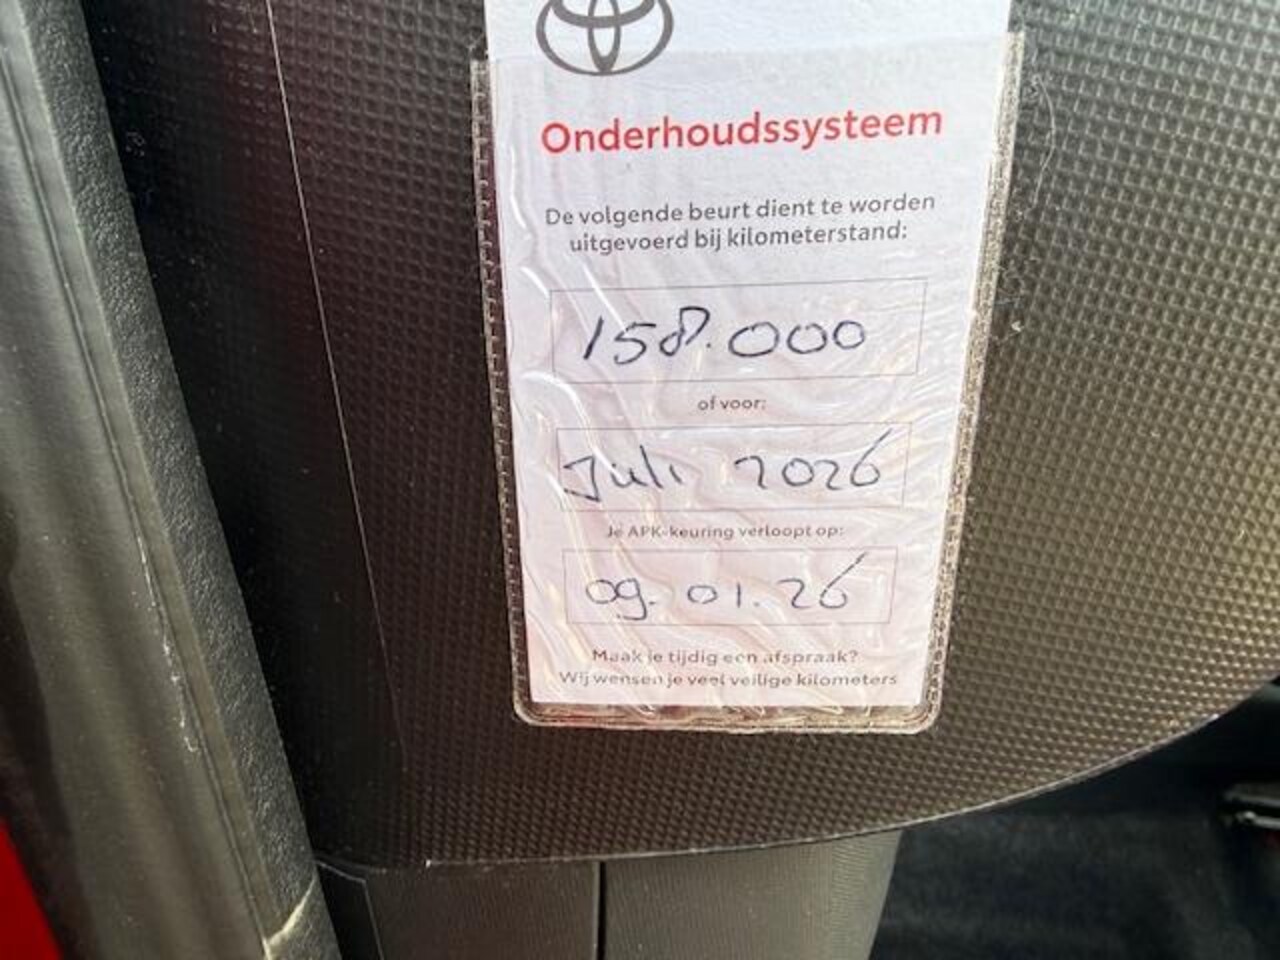 Onderhoudssysteem
De volgende beurt dient te worden
uitgevoerd bij kilometerstand:
158.000
of voor:
Juli 2026
Je APK-keuring verloopt op:
09.01.26
Maak je tijdig een afspraak?
Wij wensen je veel veilige kilometers